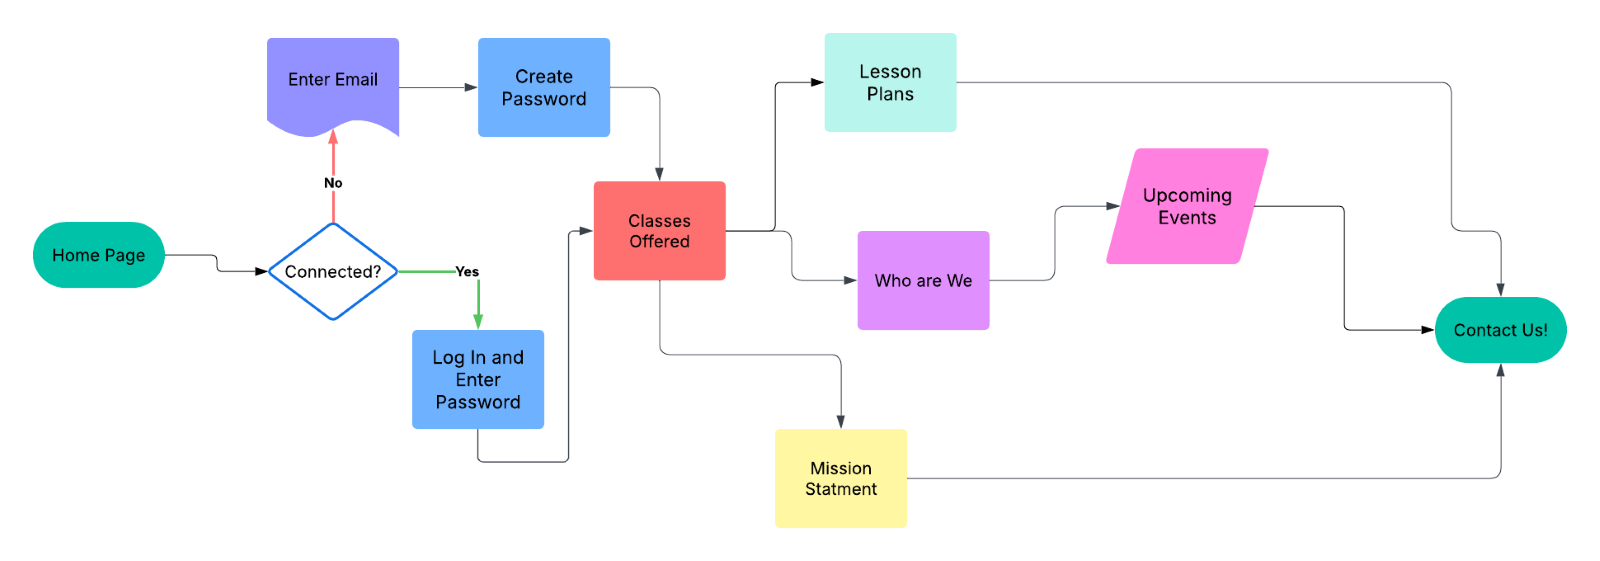 Enter Email
Create
Password
Lesson
Plans
No
Upcoming
Events
Classes
Offered
Home Page
Connected?
Yes
Who are We
Log In and
Enter
Password
Contact Us!
Mission
Statment